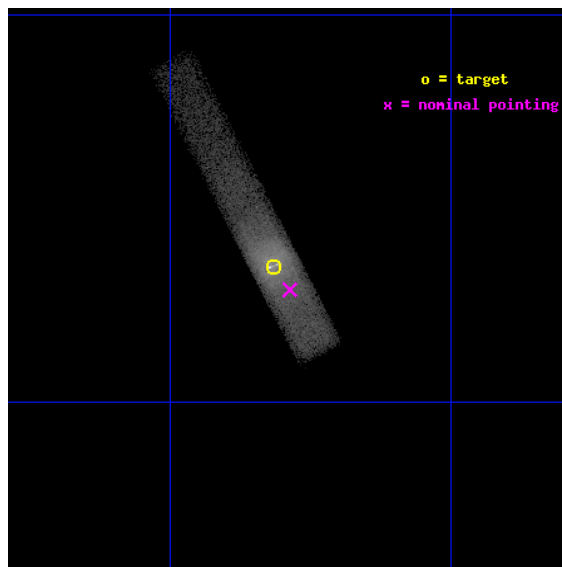 o = target
x = nominal pointing